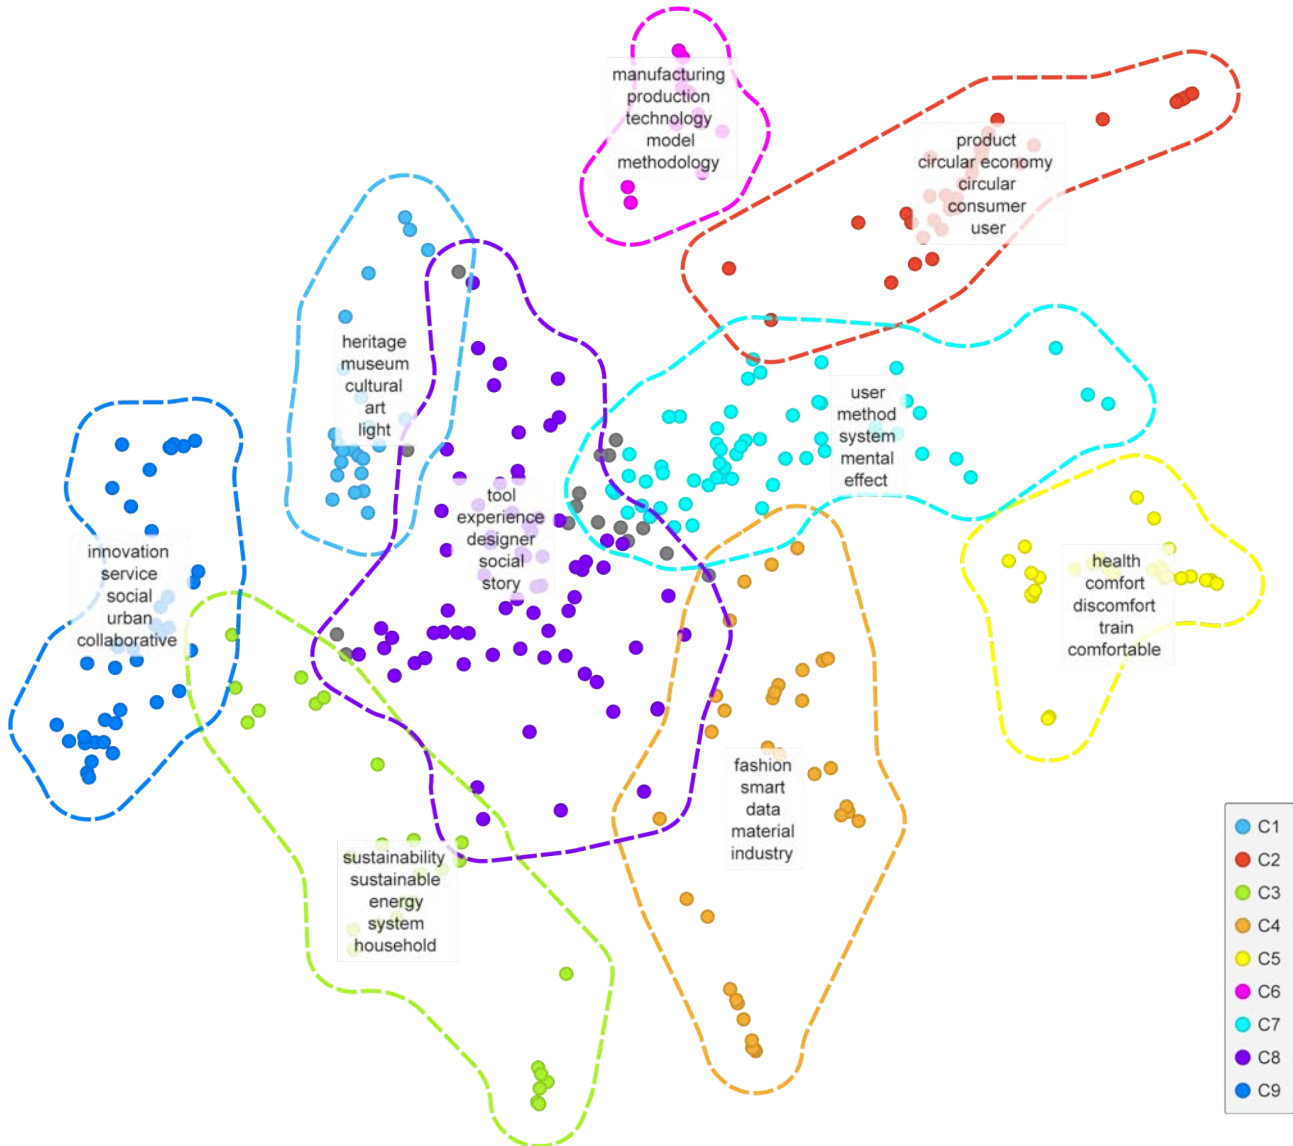 manufacturing
production
technology
model
methodology
product
circular economy
circular
consumer
user
heritage
museum
cultural
art
light
user
method
system
mental
effect
tool
experience
designer
social
story
innovation
service
social
urban
collaborative
health
comfort
discomfort
train
comfortable
fashion
smart
data
material
industry
sustainability
sustainable
energy
system
household
C1
C2
C3
C4
C5
C6
C7
C8
C9